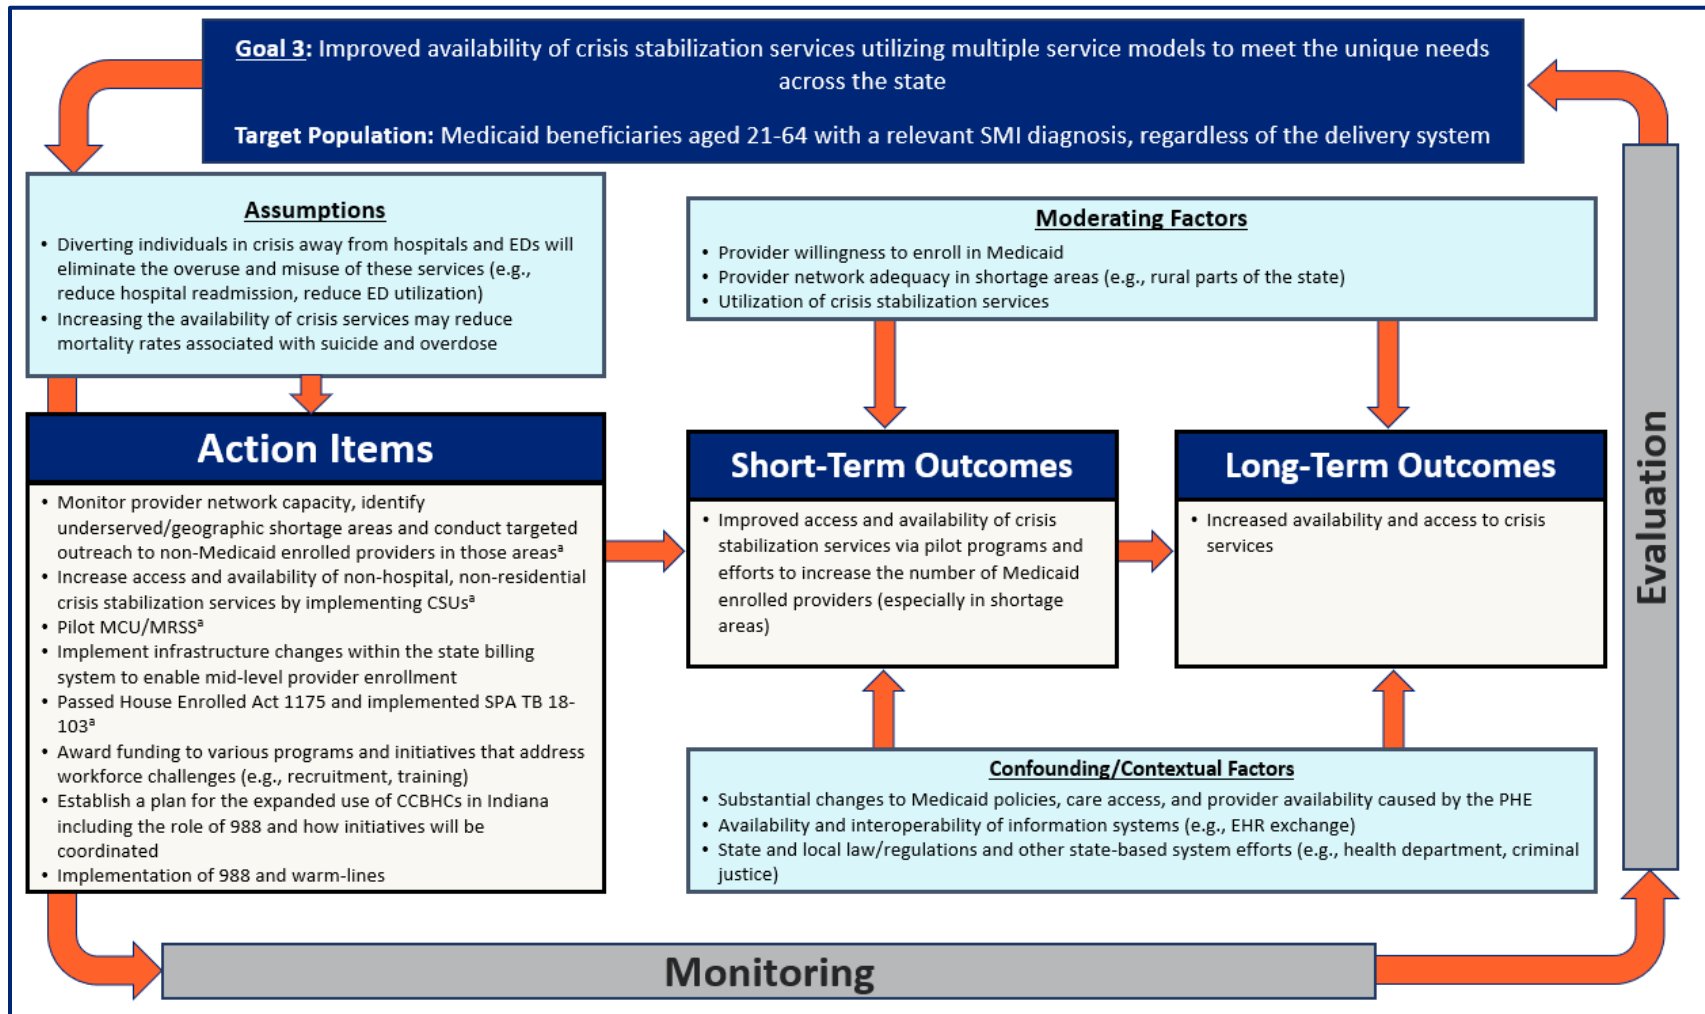 Goal 3: Improved availability of crisis stabilization services utilizing multiple service models to meet the unique needs
across the state
Target Population: Medicaid beneficiaries aged 21-64 with a relevant SMI diagnosis, regardless of the delivery system
Assumptions
• Diverting individuals in crisis away from hospitals and EDs will
eliminate the overuse and misuse of these services (e.g.,
reduce hospital readmission, reduce ED utilization)
• Increasing the availability of crisis services may reduce
mortality rates associated with suicide and overdose
Moderating Factors
• Provider willingness to enroll in Medicaid
• Provider network adequacy in shortage areas (e.g., rural parts of the state)
• Utilization of crisis stabilization services
Action Items
• Monitor provider network capacity, identify
underserved/geographic shortage areas and conduct targeted
outreach to non-Medicaid enrolled providers in those areasª
• Increase access and availability of non-hospital, non-residential
crisis stabilization services by implementing CSUsª
• Pilot MCU/MRSSª
• Implement infrastructure changes within the state billing
system to enable mid-level provider enrollment
• Passed House Enrolled Act 1175 and implemented SPA TB 18-
103ª
• Award funding to various programs and initiatives that address
workforce challenges (e.g., recruitment, training)
• Establish a plan for the expanded use of CCBHCs in Indiana
including the role of 988 and how initiatives will be
coordinated
• Implementation of 988 and warm-lines
Short-Term Outcomes
• Improved access and availability of crisis
stabilization services via pilot programs and
efforts to increase the number of Medicaid
enrolled providers (especially in shortage
areas)
Long-Term Outcomes
• Increased availability and access to crisis
services
Confounding/Contextual Factors
• Substantial changes to Medicaid policies, care access, and provider availability caused by the PHE
• Availability and interoperability of information systems (e.g., EHR exchange)
• State and local law/regulations and other state-based system efforts (e.g., health department, criminal
justice)
Monitoring
Evaluation